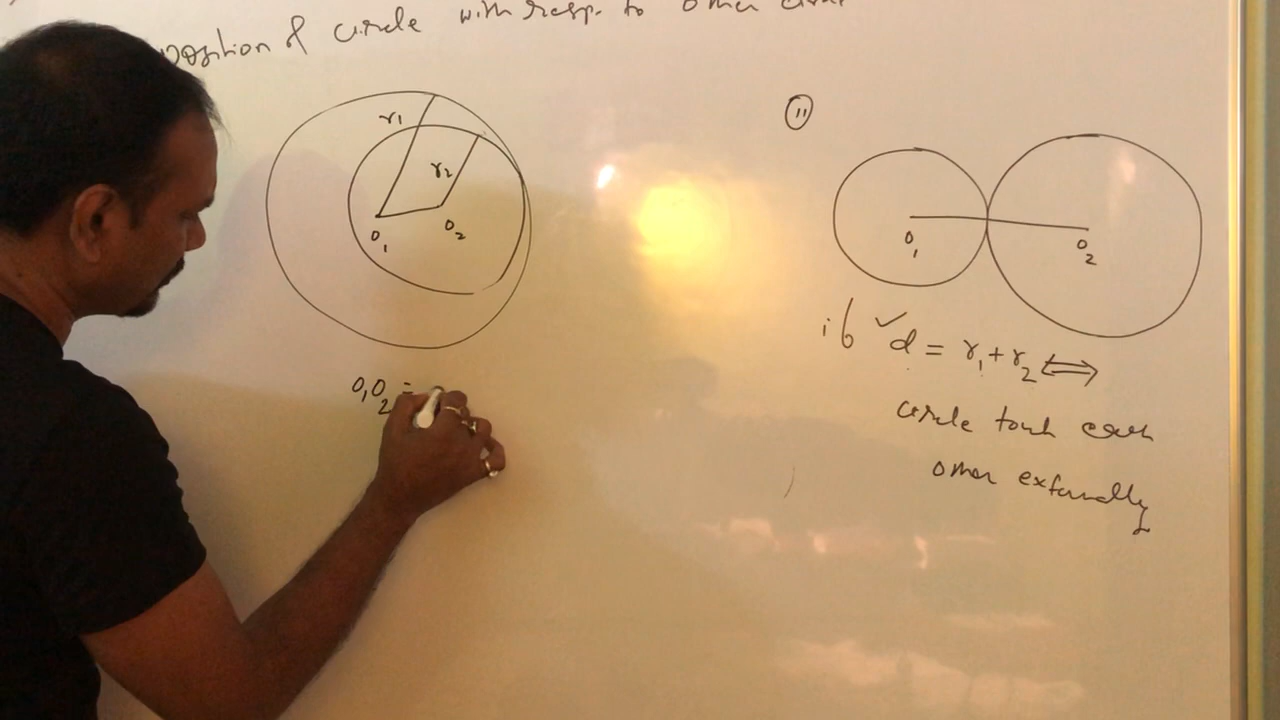 position of circle with resp. to other circle
r1
r2
O1
O2
O1O2 =
11
O1
O2
if ✓d = r1 + r2 ⟺
circle touch each
other externally